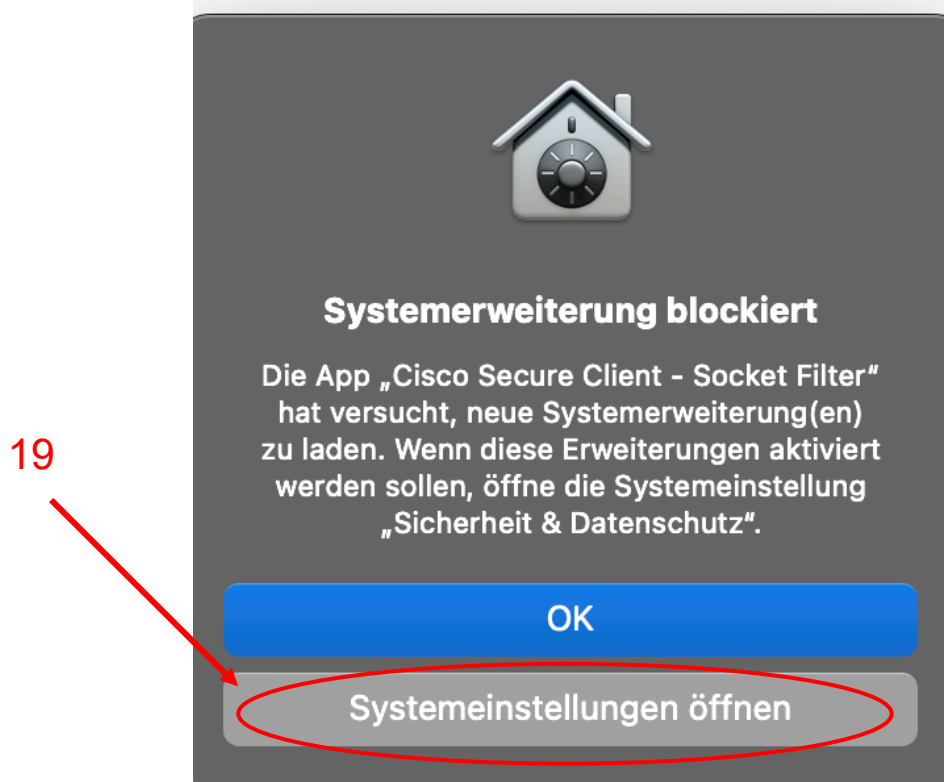 Systemerweiterung blockiert
Die App „Cisco Secure Client - Socket Filter“
hat versucht, neue Systemerweiterung(en)
zu laden. Wenn diese Erweiterungen aktiviert
werden sollen, öffne die Systemeinstellung
„Sicherheit & Datenschutz“.
19
OK
Systemeinstellungen öffnen